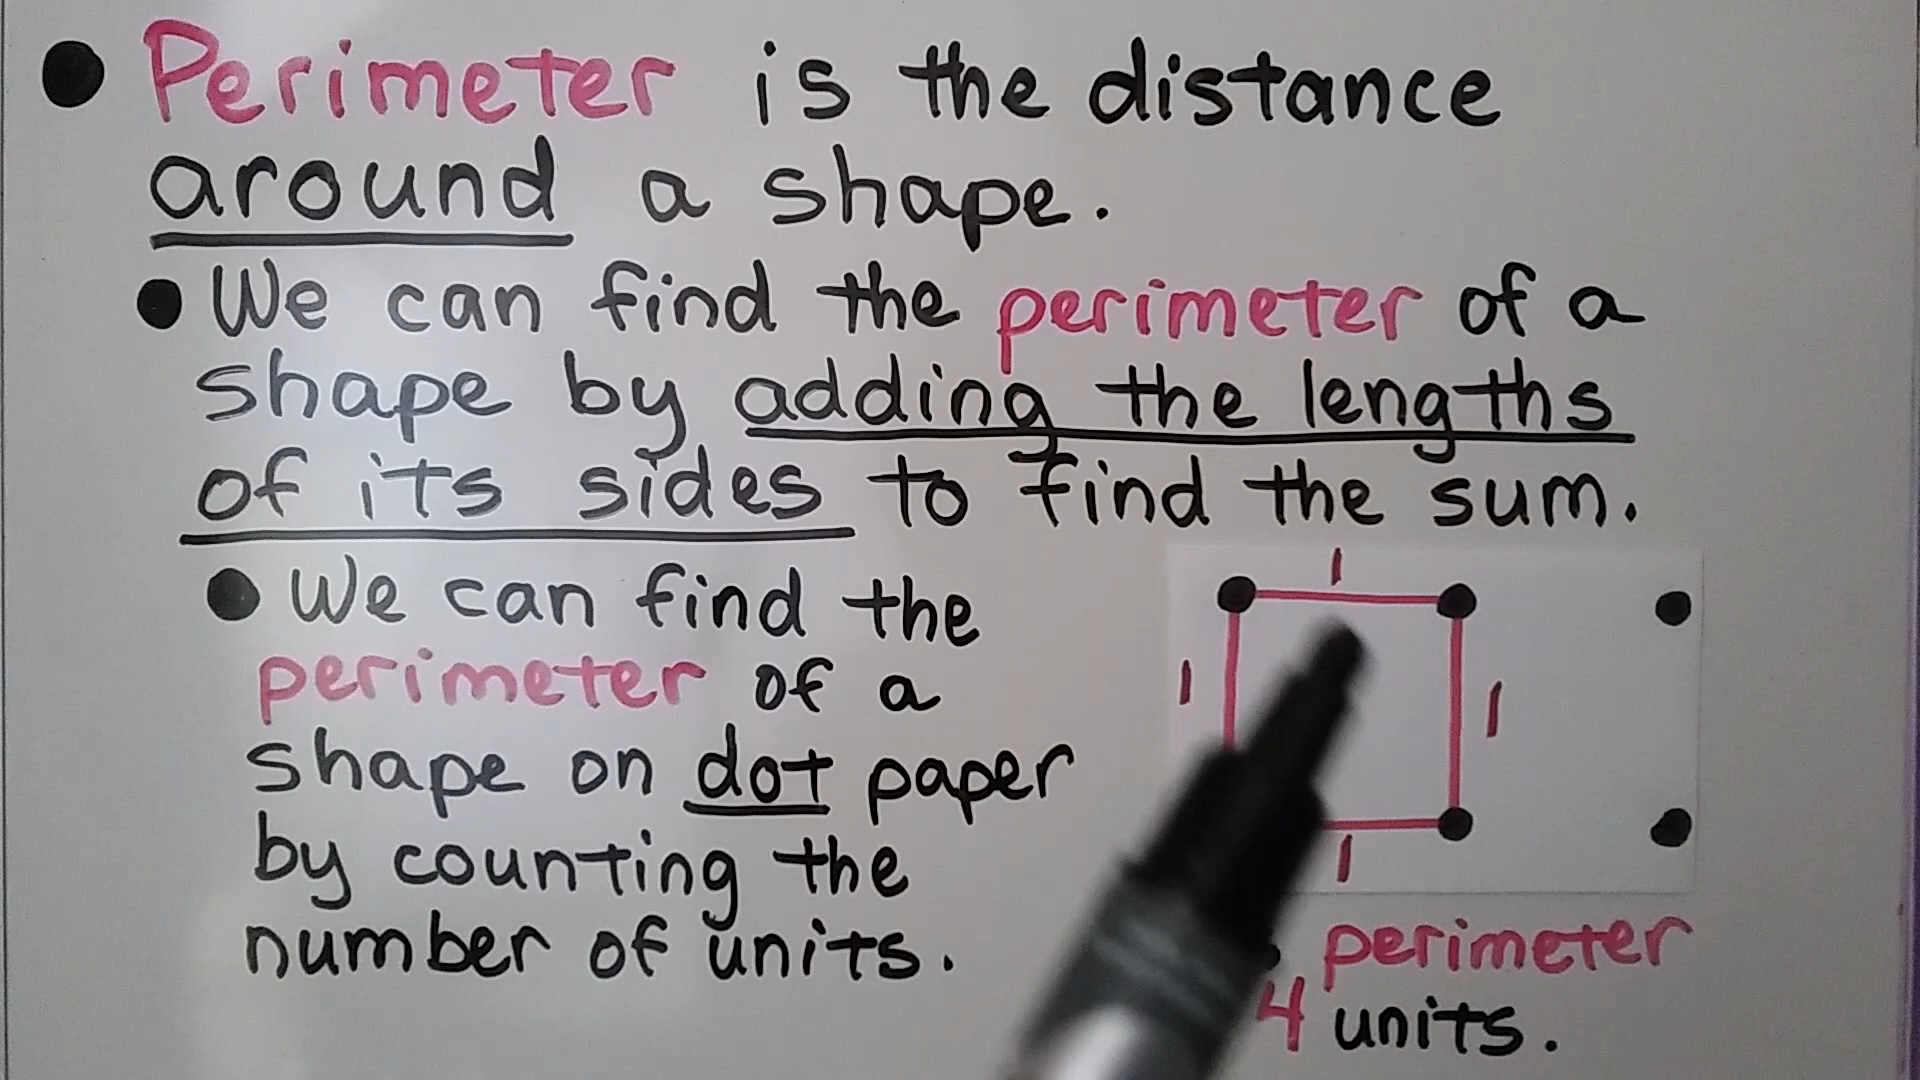 Perimeter is the distance
around a shape.
We can find the perimeter of a
shape by adding the lengths
of its sides to find the sum.
We can find the
perimeter of a
shape on dot paper
by counting the
number of units.
1
1 1
1
perimeter
4 units.